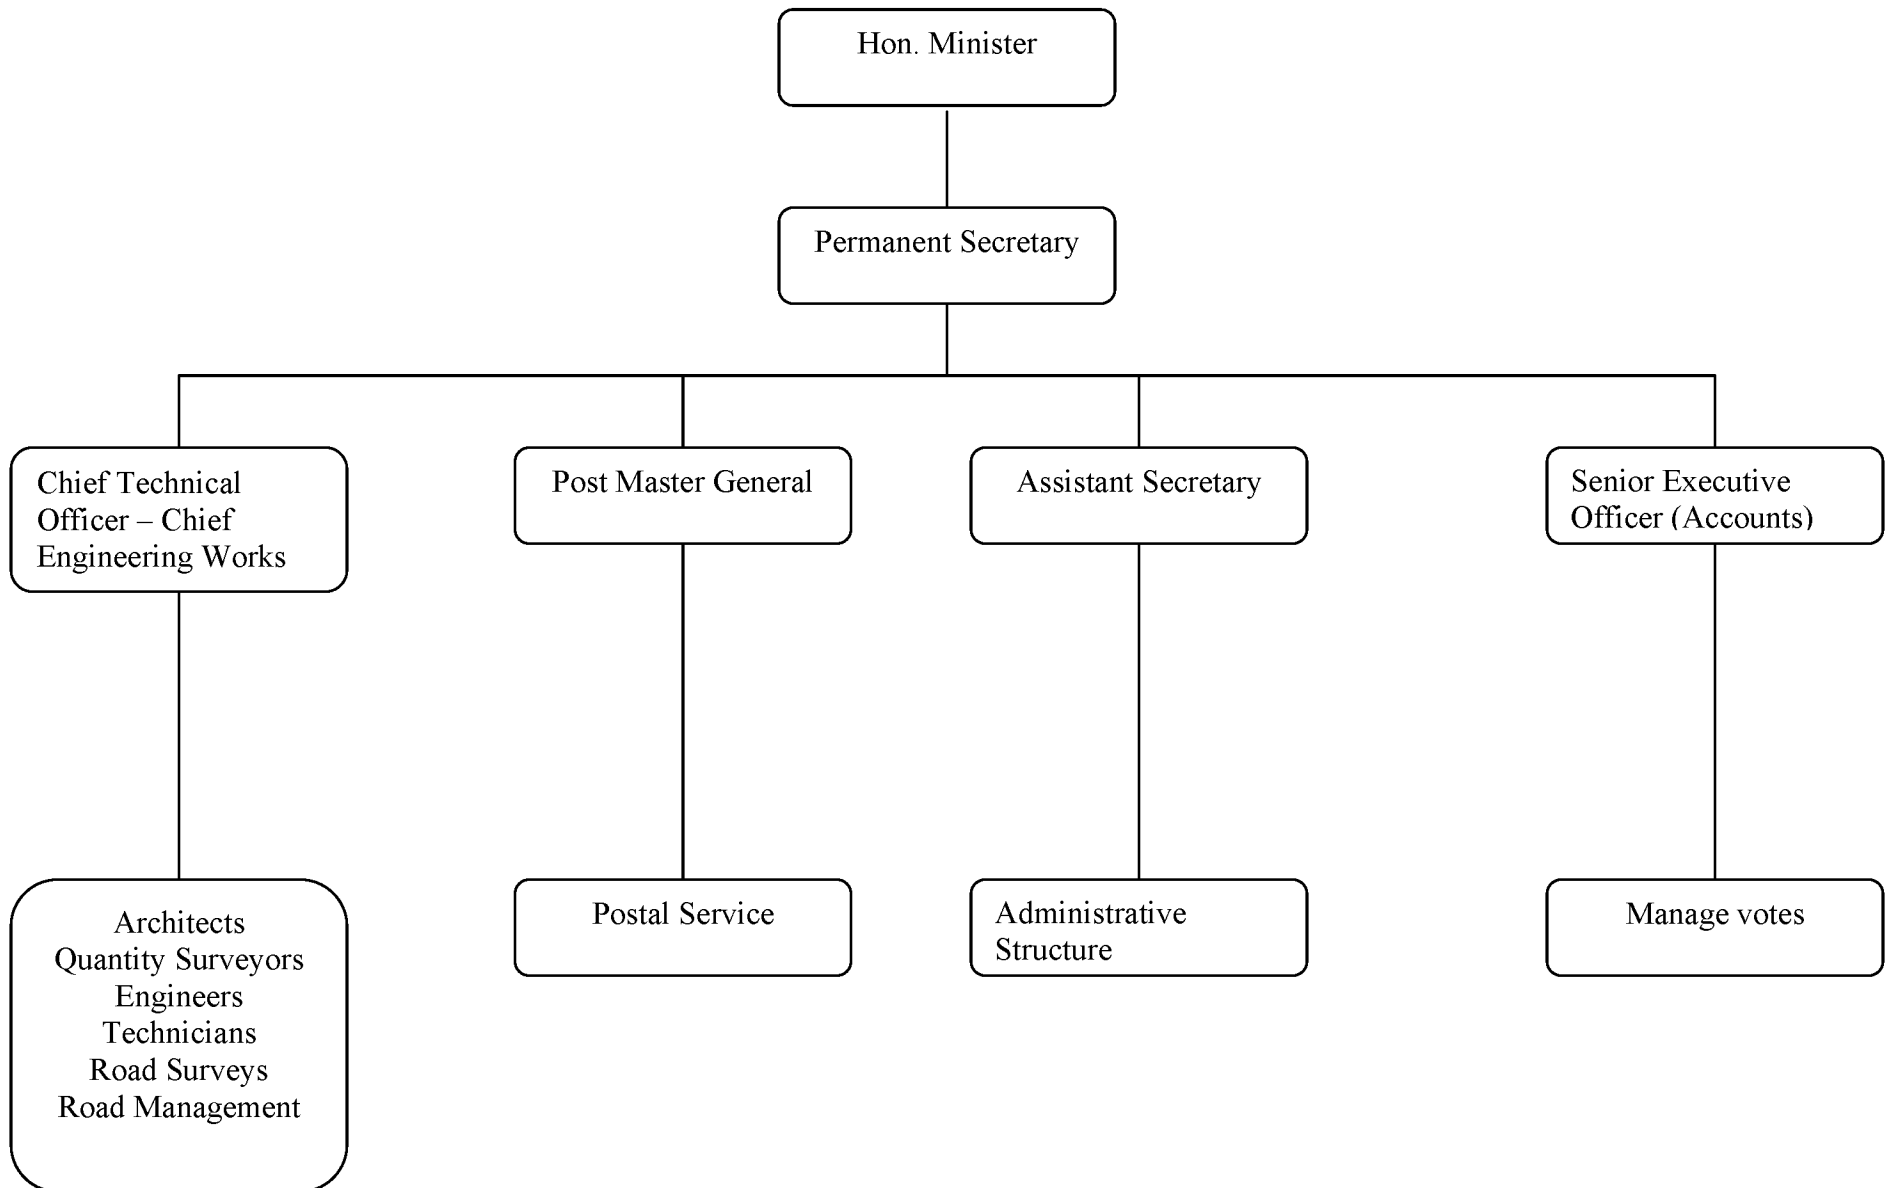 Hon. Minister
Permanent Secretary
Chief Technical
Officer – Chief
Engineering Works
Post Master General
Assistant Secretary
Senior Executive
Officer (Accounts)
Architects
Quantity Surveyors
Engineers
Technicians
Road Surveys
Road Management
Postal Service
Administrative
Structure
Manage votes